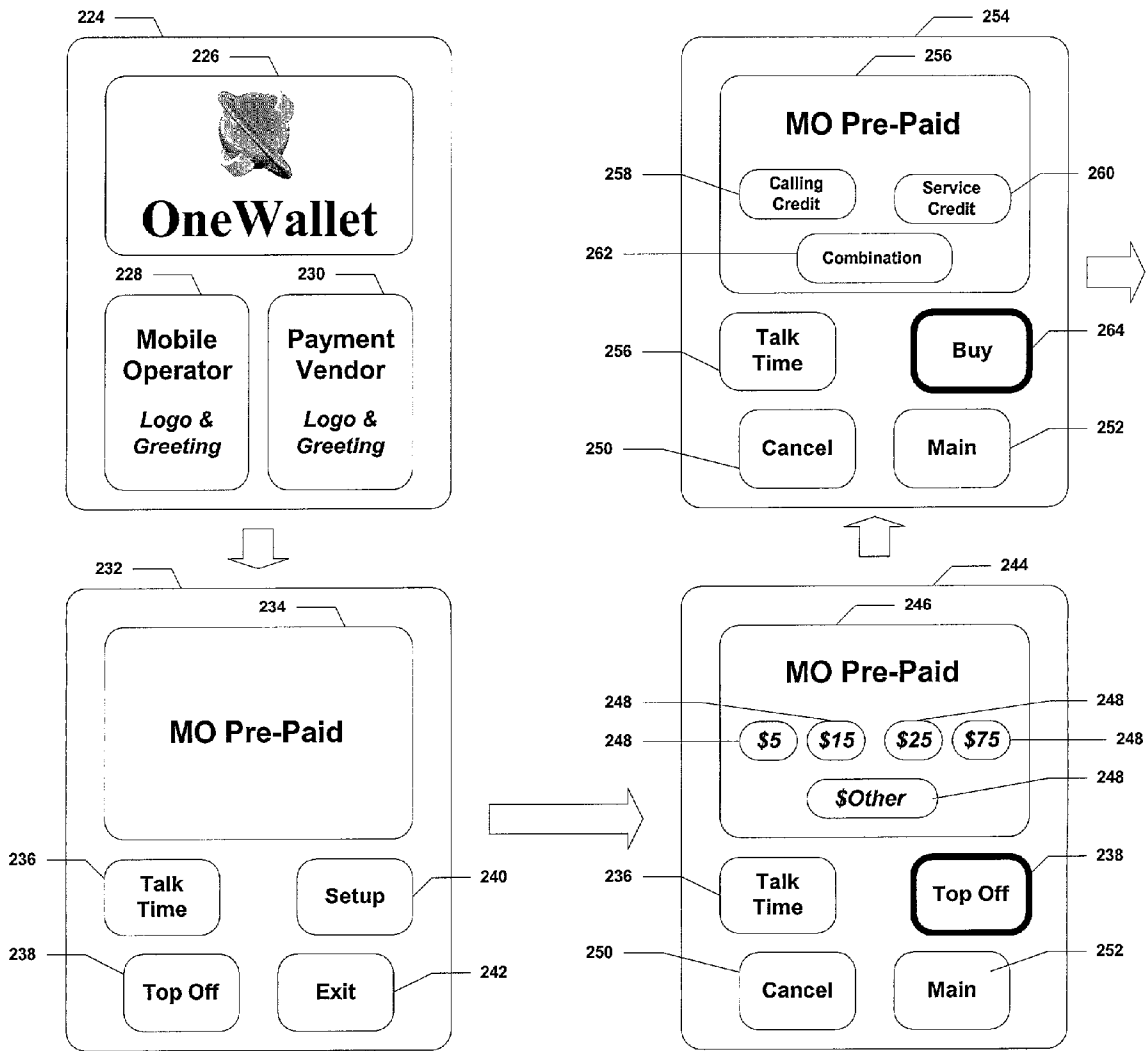 224
226
OneWallet
228
230
Mobile
Operator
Logo &
Greeting
Payment
Vendor
Logo &
Greeting
232
234
MO Pre-Paid
236
Talk
Time
Setup
240
238
Top Off
Exit
242
244
246
MO Pre-Paid
248
248
248
$5
$15
$25
$75
248
$Other
248
236
Talk
Time
Top Off
238
250
Cancel
Main
252
254
256
MO Pre-Paid
258
Calling
Credit
Service
Credit
260
262
Combination
256
Talk
Time
Buy
264
250
Cancel
Main
252